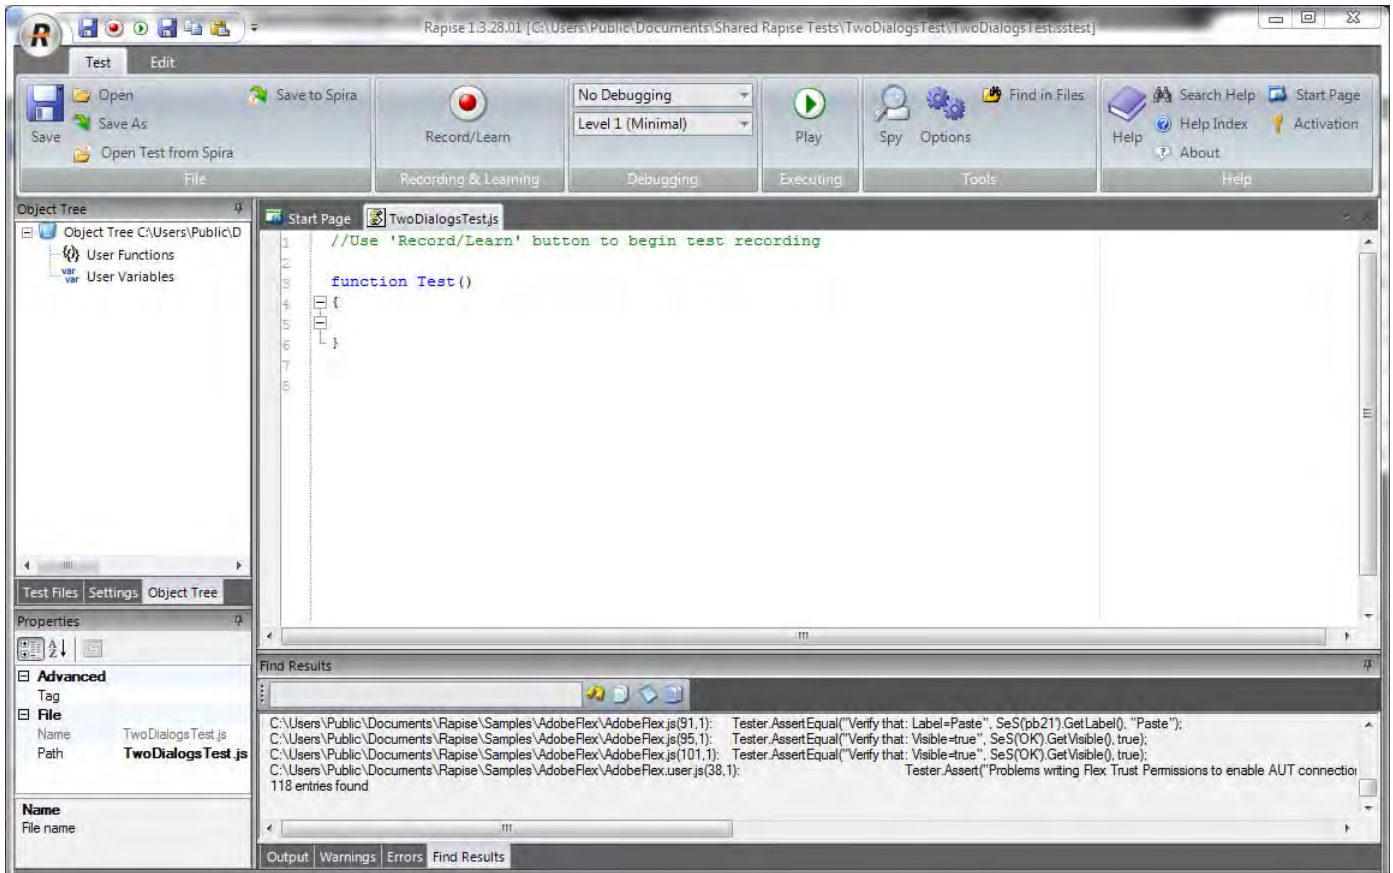 Rapise 1.3.28.01 [C:\Users\Public\Documents\Shared Rapise Tests\TwoDialogsTest\TwoDialogsTest.sstest]
Test Edit
Save
Open
Save As
Open Test from Spira
Save to Spira
File
Record/Learn
Recording & Learning
No Debugging
Level 1 (Minimal)
Debugging
Play
Executing
Spy
Options
Find in Files
Tools
Help
Search Help
Help Index
About
Start Page
Activation
Help
Object Tree
Object Tree C:\Users\Public\D
User Functions
var var User Variables
Test Files Settings Object Tree
Properties
Advanced
Tag
File
Name TwoDialogsTest.js
Path TwoDialogsTest.js
Name
File name
Start Page TwoDialogsTest.js
1 //Use 'Record/Learn' button to begin test recording
2
3 function Test()
4 {
5
6 }
7
8
Find Results
C:\Users\Public\Documents\Rapise\Samples\AdobeFlex\AdobeFlex.js(91,1): Tester.AssertEqual("Verify that: Label=Paste", SeS('pb21').GetLabel(), "Paste");
C:\Users\Public\Documents\Rapise\Samples\AdobeFlex\AdobeFlex.js(95,1): Tester.AssertEqual("Verify that: Visible=true", SeS('OK').GetVisible(), true);
C:\Users\Public\Documents\Rapise\Samples\AdobeFlex\AdobeFlex.js(101,1): Tester.AssertEqual("Verify that: Visible=true", SeS('OK').GetVisible(), true);
C:\Users\Public\Documents\Rapise\Samples\AdobeFlex\AdobeFlex.user.js(38,1): Tester.Assert("Problems writing Flex Trust Permissions to enable AUT connection
118 entries found
Output Warnings Errors Find Results